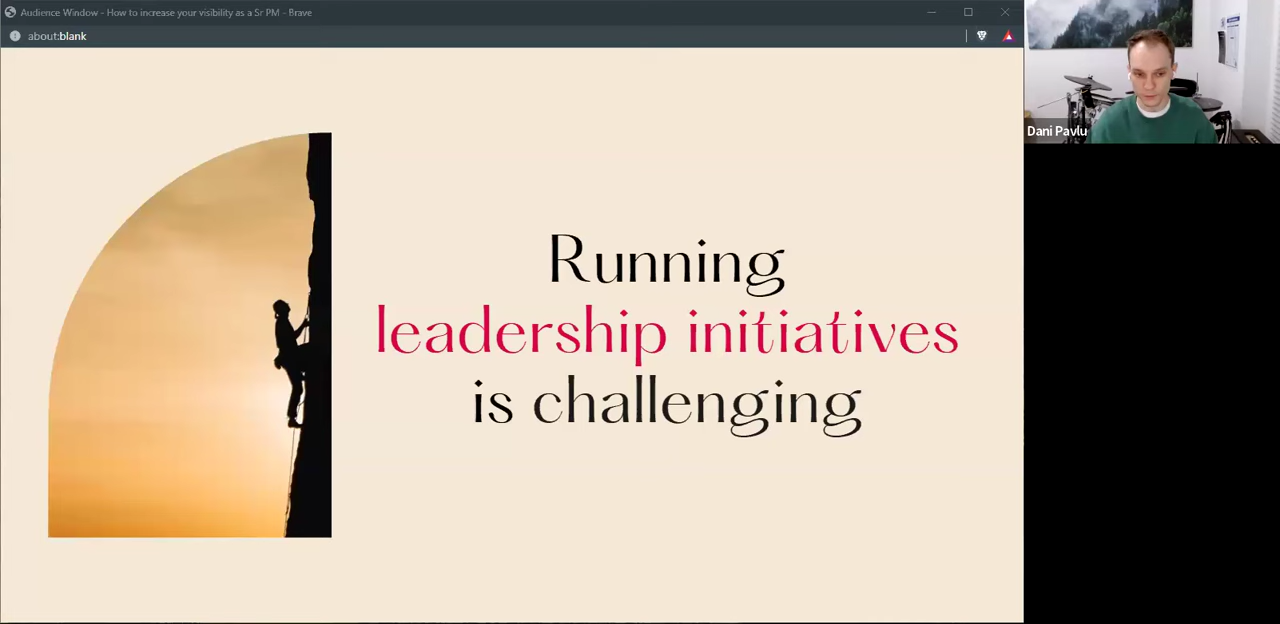 Audience Window - How to increase your visibility as a Sr PM - Brave
about:blank
Running
leadership initiatives
is challenging
Dani Pavlu